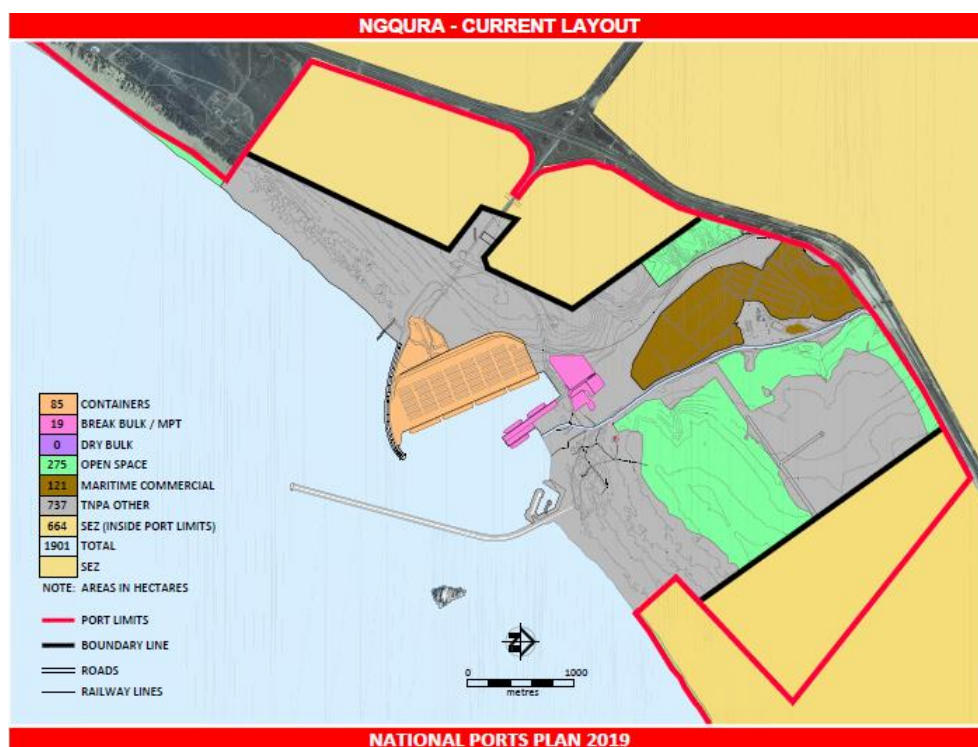 NGQURA - CURRENT LAYOUT
85 CONTAINERS
19 BREAK BULK / MPT
0 DRY BULK
275 OPEN SPACE
121 MARITIME COMMERCIAL
737 TNPA OTHER
664 SEZ (INSIDE PORT LIMITS)
1901 TOTAL
SEZ
NOTE: AREAS IN HECTARES
PORT LIMITS
BOUNDARY LINE
ROADS
RAILWAY LINES
N
0 1000
metres
NATIONAL PORTS PLAN 2019